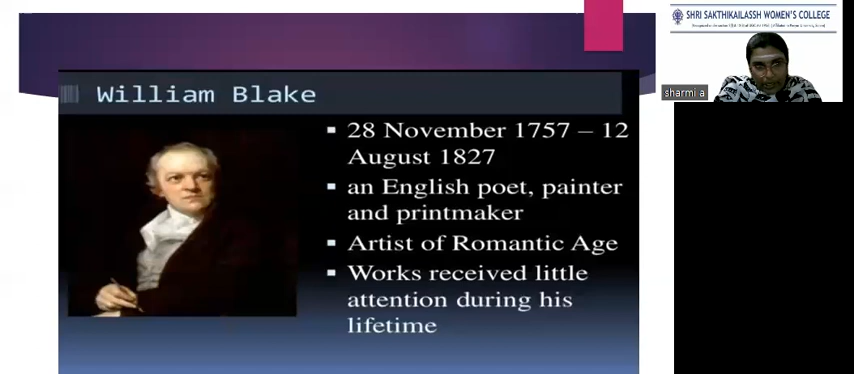 William Blake
28 November 1757 – 12
August 1827
an English poet, painter
and printmaker
Artist of Romantic Age
Works received little
attention during his
lifetime
SHRI SAKTHIKAILASSH WOMEN'S COLLEGE
sharmi a